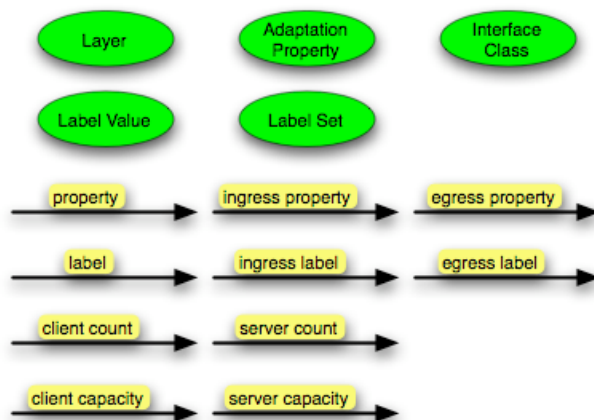 Layer
Adaptation
Property
Interface
Class
Label Value
Label Set
property
ingress property
egress property
label
ingress label
egress label
client count
server count
client capacity
server capacity